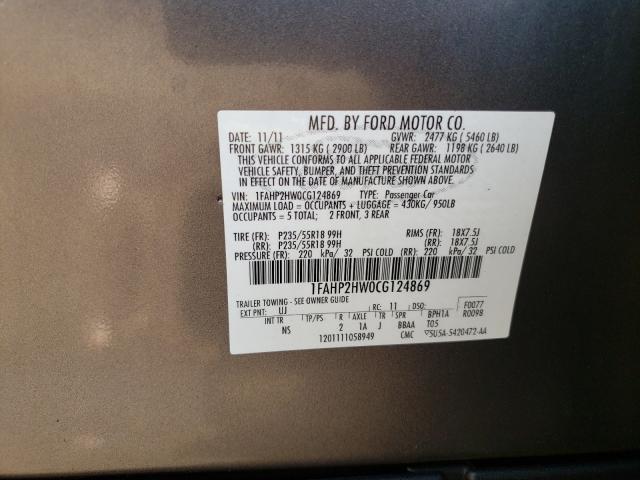 MFD. BY FORD MOTOR CO.
DATE: 11/11 GVWR: 2477 KG ( 5460 LB)
FRONT GAWR: 1315 KG ( 2900 LB) REAR GAWR: 1198 KG ( 2640 LB)
THIS VEHICLE CONFORMS TO ALL APPLICABLE FEDERAL MOTOR
VEHICLE SAFETY, BUMPER, AND THEFT PREVENTION STANDARDS
IN EFFECT ON THE DATE OF MANUFACTURE SHOWN ABOVE.
VIN: 1FAHP2HW0CG124869 TYPE: Passenger Car
MAXIMUM LOAD = OCCUPANTS + LUGGAGE = 430KG/ 950LB
OCCUPANTS = 5 TOTAL; 2 FRONT, 3 REAR
TIRE (FR): P235/55R18 99H RIMS (FR): 18X7.5J
(RR): P235/55R18 99H (RR): 18X7.5J
PRESSURE (FR): 220 kPa/ 32 PSI COLD (RR): 220 kPa/ 32 PSI COLD
1FAHP2HW0CG124869
TRAILER TOWING - SEE OWNER GUIDE
EXT PNT: UJ RC: 11 DSO: F0077
INT TR TP/PS R AXLE TR SPR BPH1A R0098
NS 2 1A J BBAA T05
1201111058949 CMC 5U5A-5420472-AA